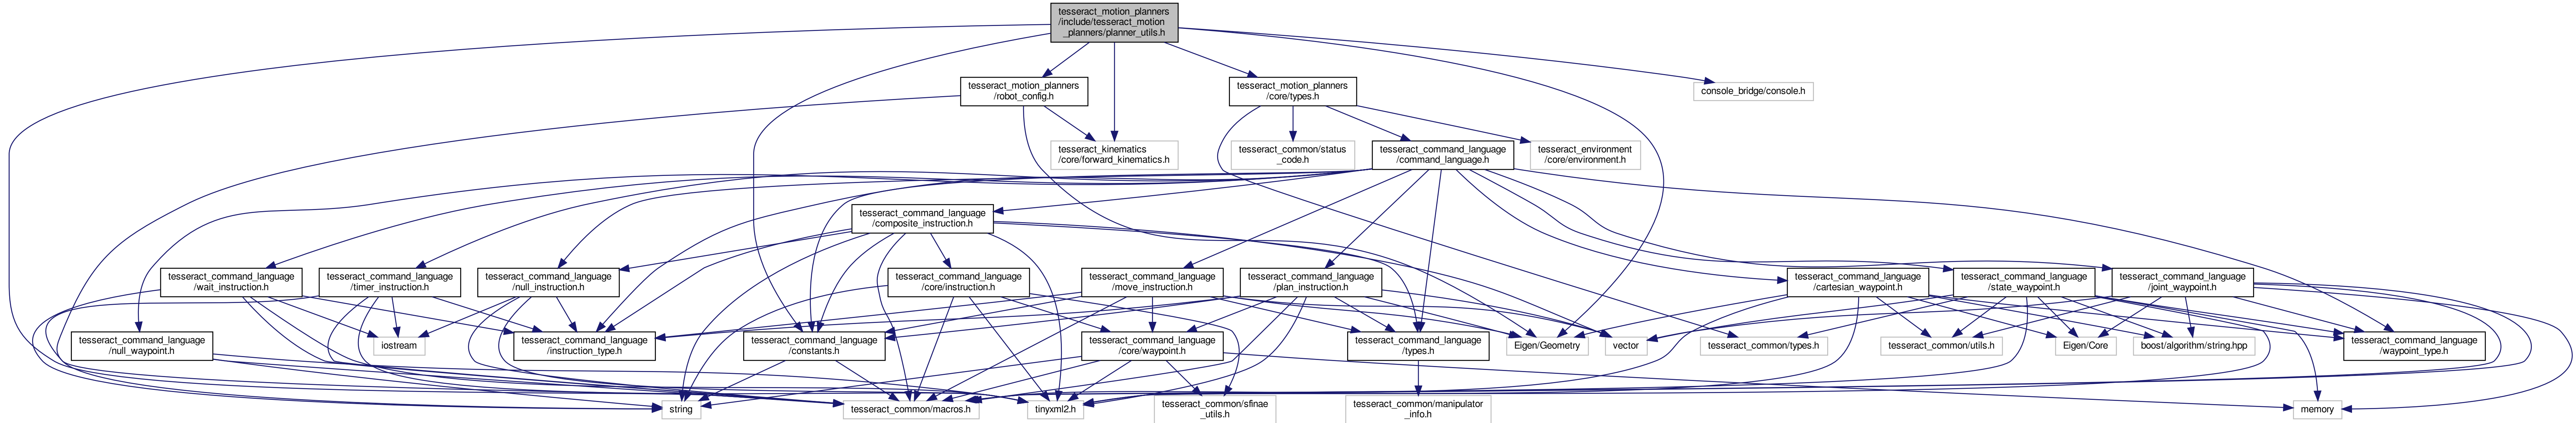 tesseract_motion_planners
/include/tesseract_motion
_planners/planner_utils.h
tesseract_motion_planners
/robot_config.h
tesseract_motion_planners
/core/types.h
console_bridge/console.h
tesseract_kinematics
/core/forward_kinematics.h
tesseract_common/status
_code.h
tesseract_command_language
/command_language.h
tesseract_environment
/core/environment.h
tesseract_command_language
/composite_instruction.h
tesseract_command_language
/wait_instruction.h
tesseract_command_language
/timer_instruction.h
tesseract_command_language
/null_instruction.h
tesseract_command_language
/core/instruction.h
tesseract_command_language
/move_instruction.h
tesseract_command_language
/plan_instruction.h
tesseract_command_language
/cartesian_waypoint.h
tesseract_command_language
/state_waypoint.h
tesseract_command_language
/joint_waypoint.h
tesseract_command_language
/null_waypoint.h
iostream
tesseract_command_language
/instruction_type.h
tesseract_command_language
/constants.h
tesseract_command_language
/core/waypoint.h
tesseract_command_language
/types.h
Eigen/Geometry
vector
tesseract_common/types.h
tesseract_common/utils.h
Eigen/Core
boost/algorithm/string.hpp
tesseract_command_language
/waypoint_type.h
string
tesseract_common/macros.h
tinyxml2.h
tesseract_common/sfinae
_utils.h
tesseract_common/manipulator
_info.h
memory